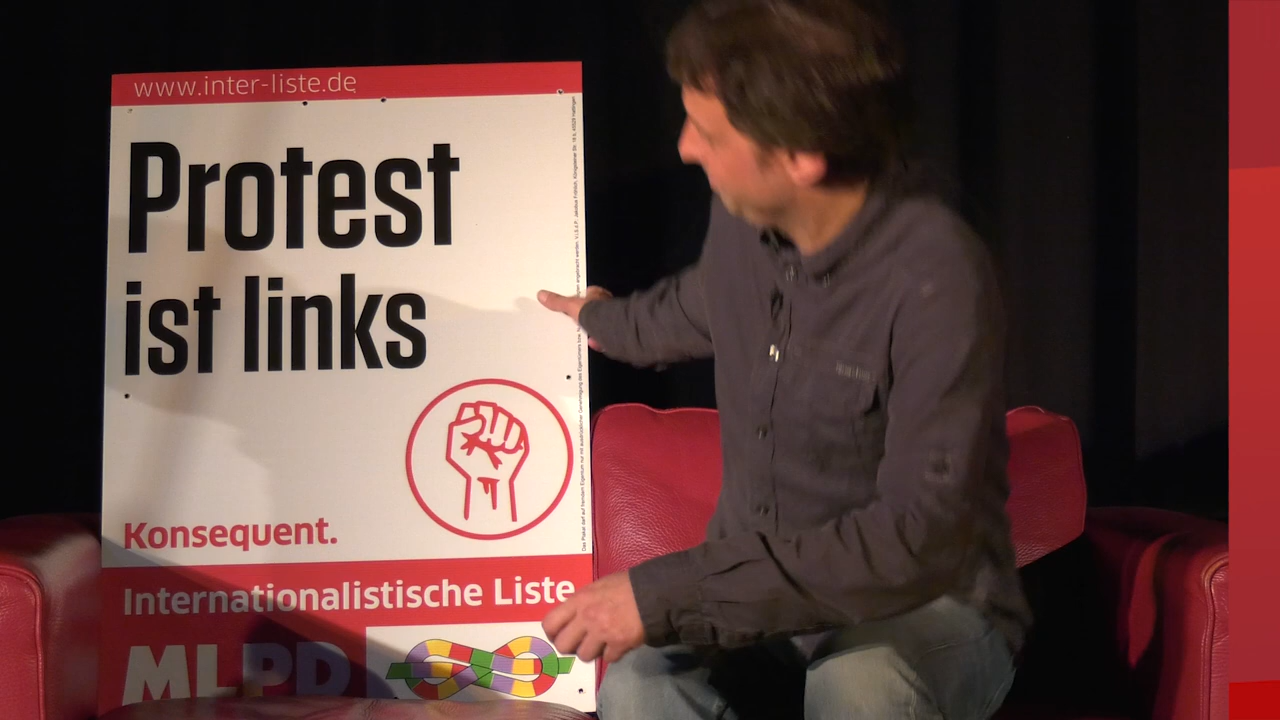 www.inter-liste.de
Protest
ist links
Konsequent.
Internationalistische Liste
MLPD